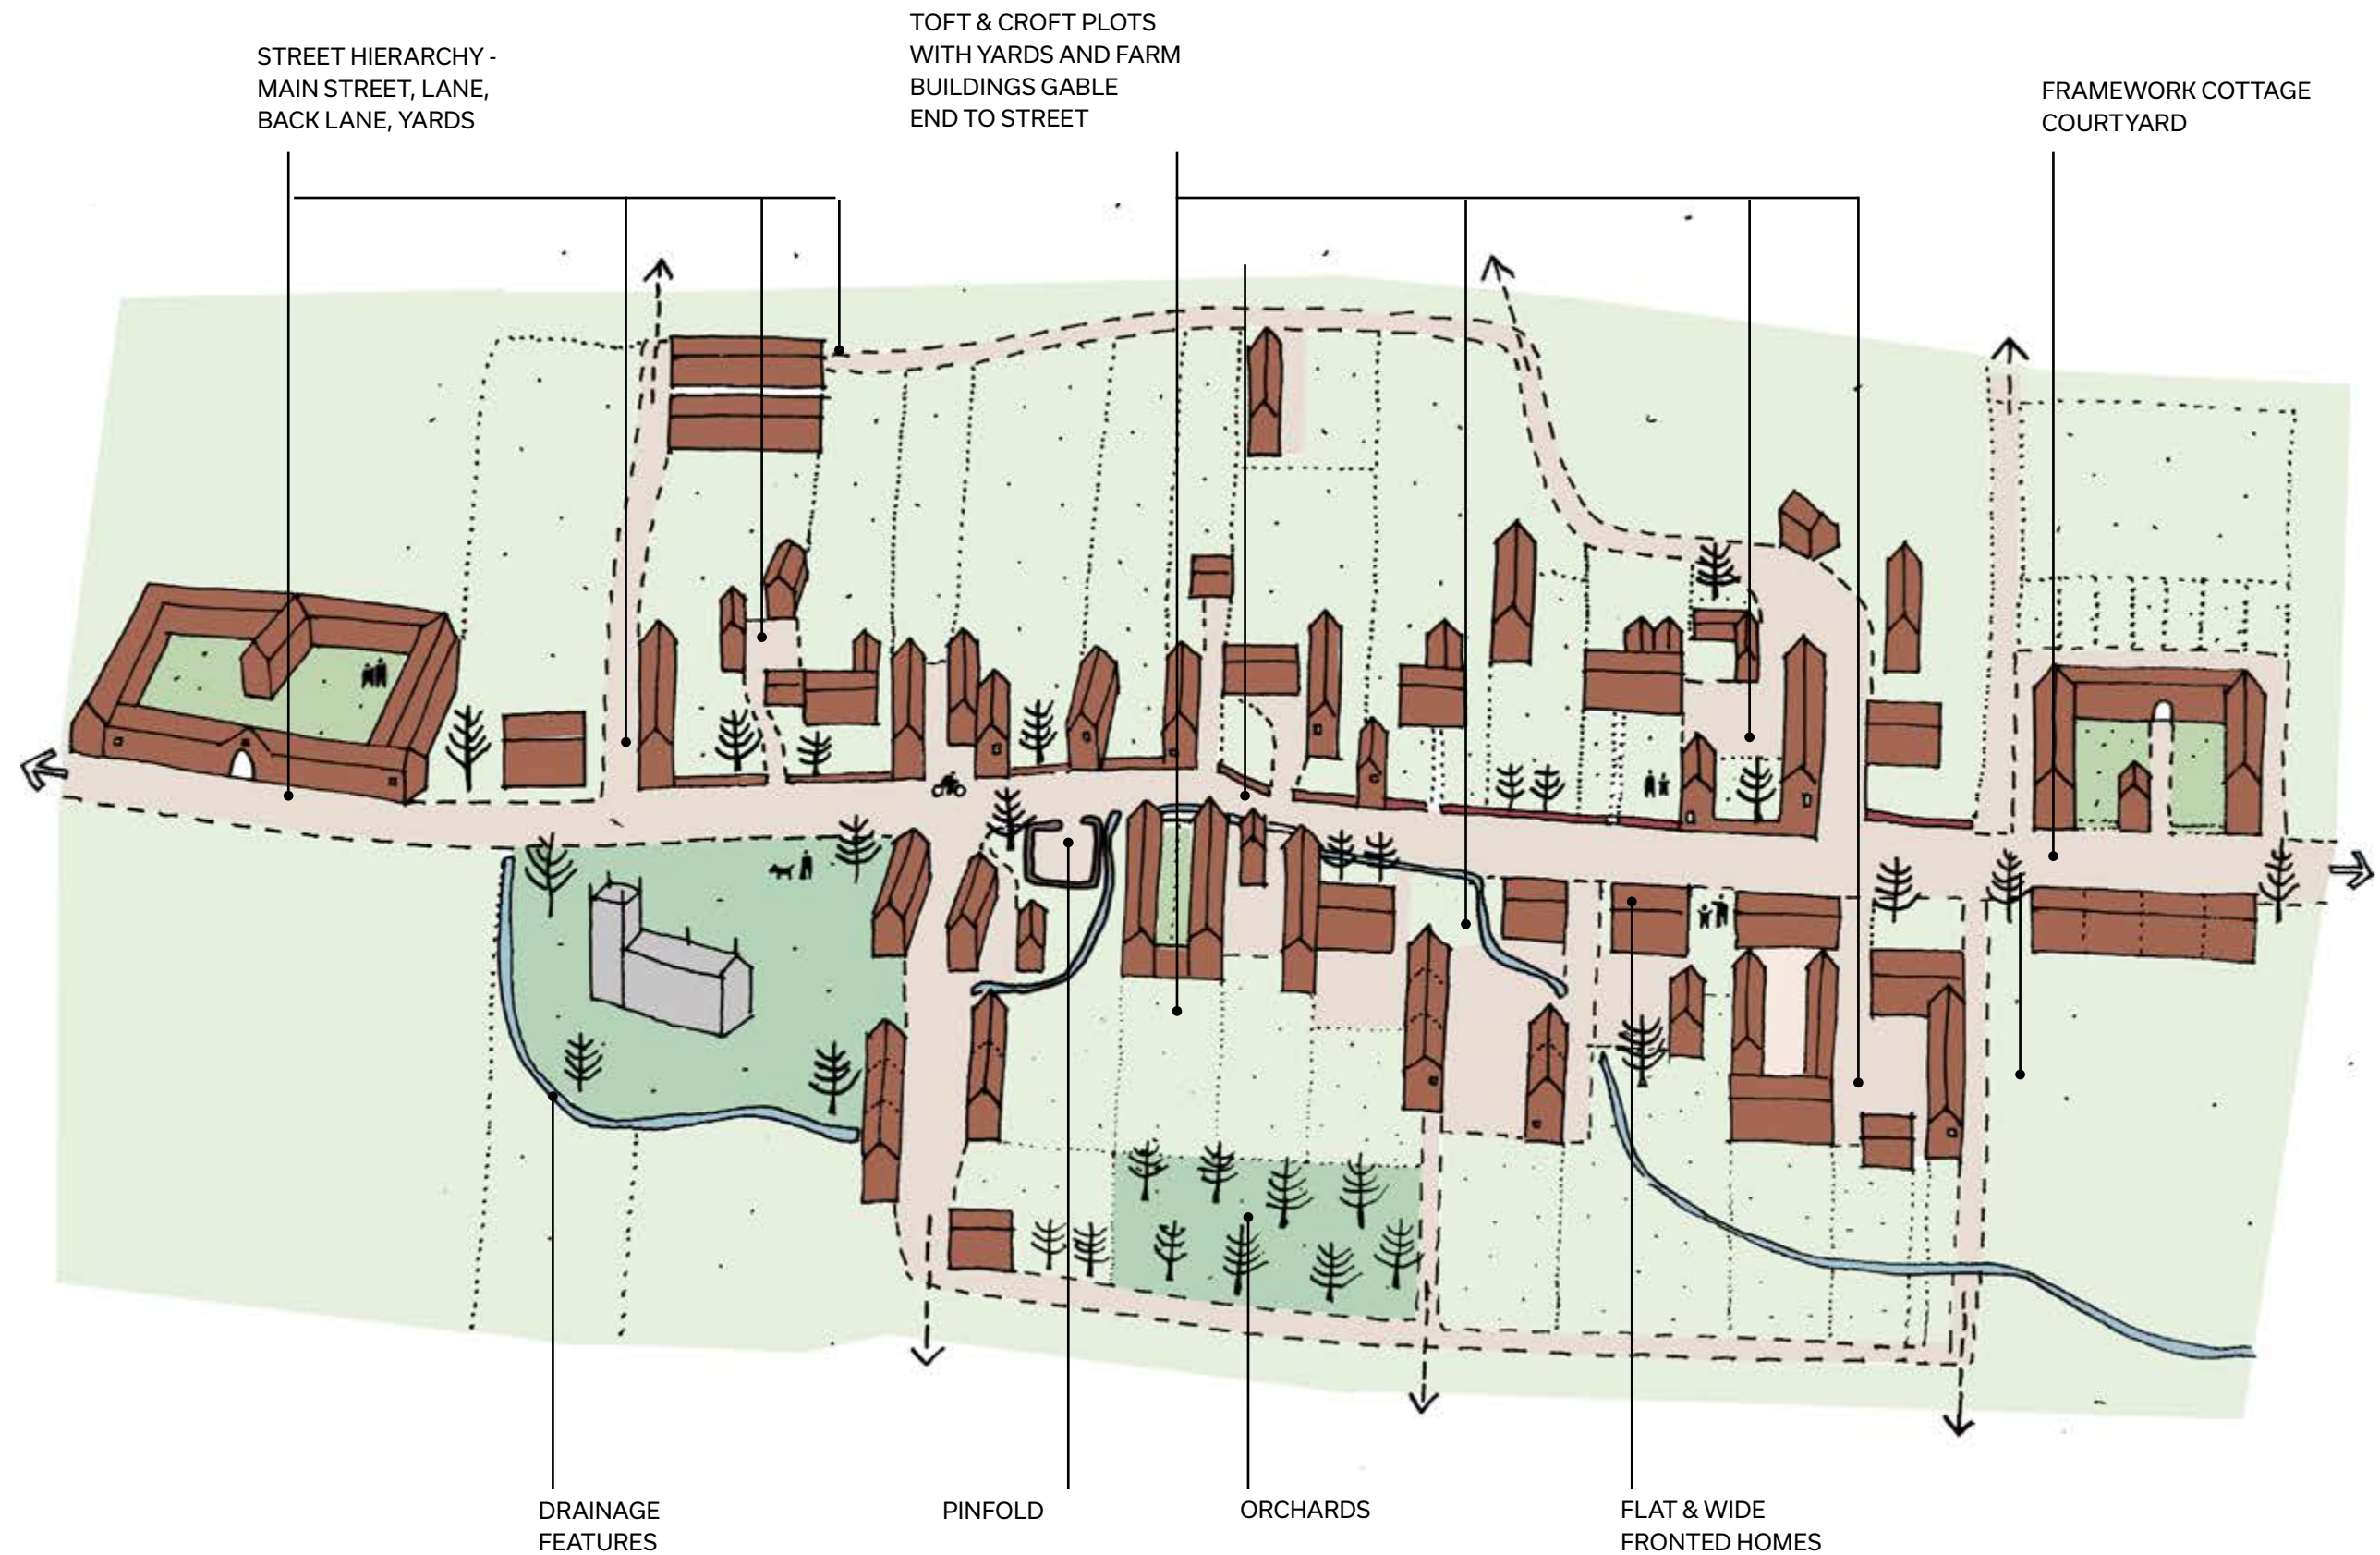 STREET HIERARCHY -
MAIN STREET, LANE,
BACK LANE, YARDS
TOFT & CROFT PLOTS
WITH YARDS AND FARM
BUILDINGS GABLE
END TO STREET
FRAMEWORK COTTAGE
COURTYARD
DRAINAGE
FEATURES
PINFOLD
ORCHARDS
FLAT & WIDE
FRONTED HOMES